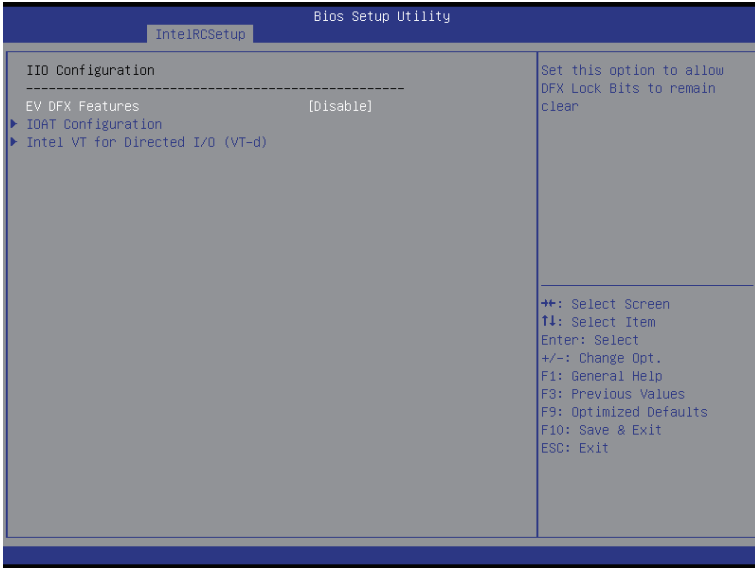 Bios Setup Utility
IntelRCSetup
IIO Configuration
------------------------------------------------
EV DFX Features [Disable]
IOAT Configuration
Intel VT for Directed I/O (VT-d)
Set this option to allow
DFX Lock Bits to remain
clear
→←: Select Screen
↑↓: Select Item
Enter: Select
+/-: Change Opt.
F1: General Help
F3: Previous Values
F9: Optimized Defaults
F10: Save & Exit
ESC: Exit